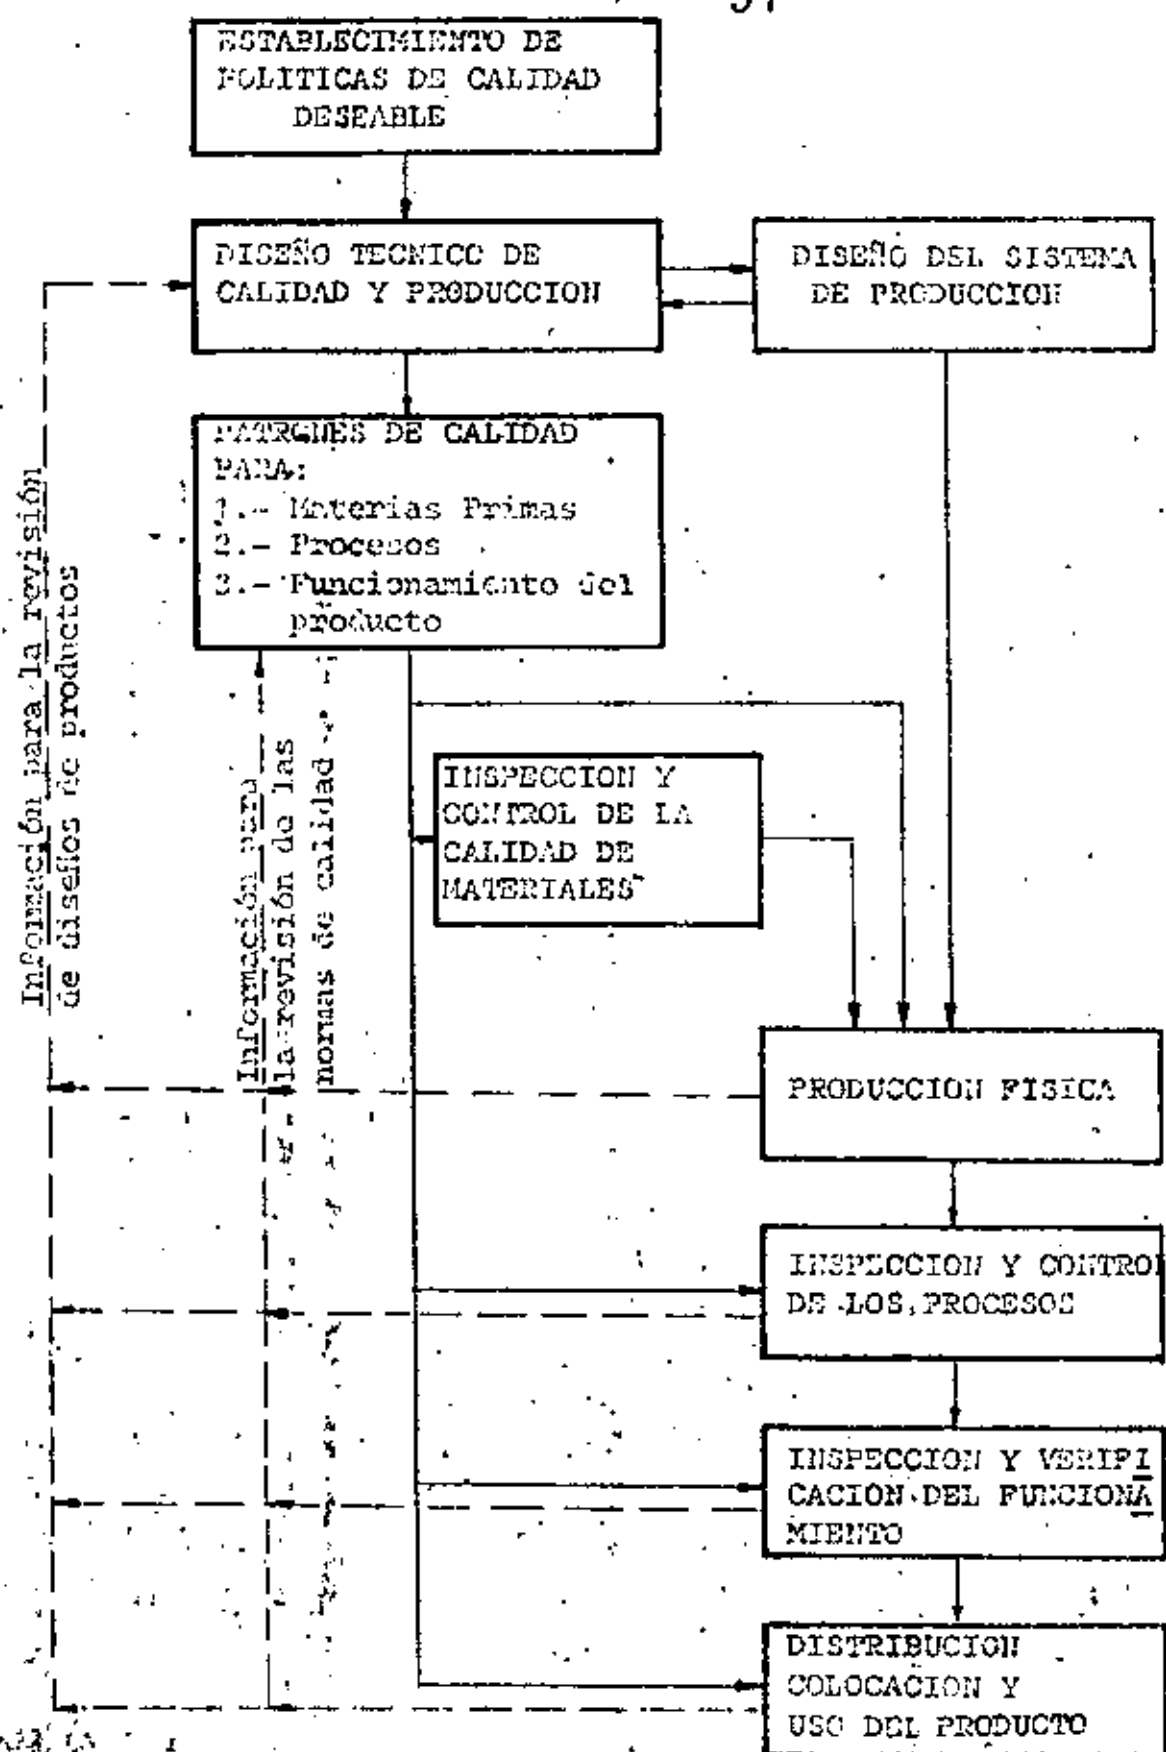 ESTABLECIMIENTO DE
POLITICAS DE CALIDAD
DESEABLE
DISEÑO TECNICO DE
CALIDAD Y PRODUCCION
DISEÑO DEL SISTEMA
DE PRODUCCION
PATRONES DE CALIDAD
PARA:
1.- Materias Primas
2.- Procesos
3.- Funcionamiento del
producto
Información para la revisión
de diseños de productos
Información para
la revisión de las
normas de calidad
INSPECCION Y
CONTROL DE LA
CALIDAD DE
MATERIALES
PRODUCCION FISICA
INSPECCION Y CONTROL
DE LOS PROCESOS
INSPECCION Y VERIFI
CACION DEL FUNCIONA
MIENTO
DISTRIBUCION
COLOCACION Y
USO DEL PRODUCTO